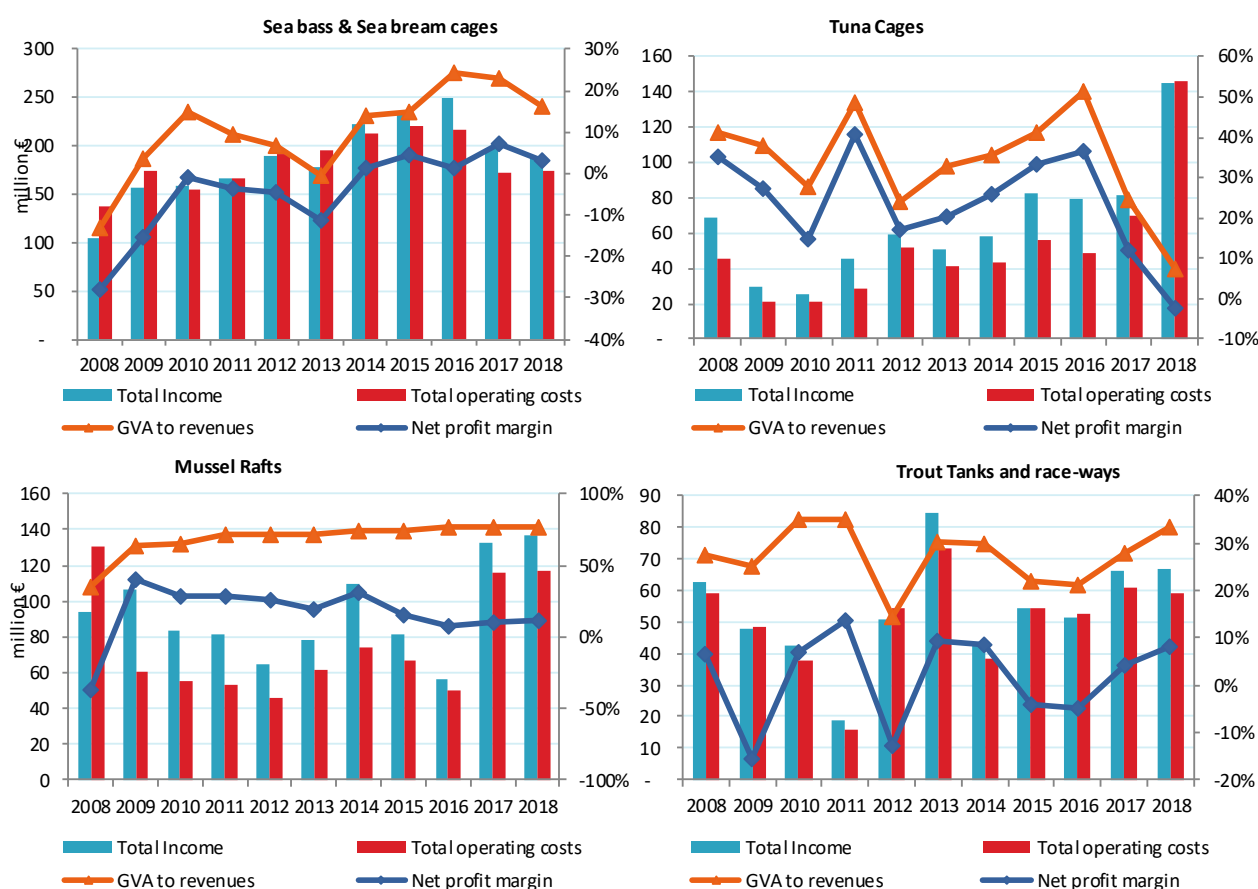 Sea bass & Sea bream cages
300
250
200
150
100
50
-
million €
30%
20%
10%
0%
-10%
-20%
-30%
-40%
2008 2009 2010 2011 2012 2013 2014 2015 2016 2017 2018
Total Income
Total operating costs
GVA to revenues
Net profit margin
Tuna Cages
160
140
120
100
80
60
40
20
-
60%
50%
40%
30%
20%
10%
0%
-10%
2008 2009 2010 2011 2012 2013 2014 2015 2016 2017 2018
Total Income
Total operating costs
GVA to revenues
Net profit margin
Mussel Rafts
160
140
120
100
80
60
40
20
0
million €
100%
50%
0%
-50%
-100%
2008 2009 2010 2011 2012 2013 2014 2015 2016 2017 2018
Total Income
Total operating costs
GVA to revenues
Net profit margin
Trout Tanks and race-ways
90
80
70
60
50
40
30
20
10
-
40%
30%
20%
10%
0%
-10%
-20%
2008 2009 2010 2011 2012 2013 2014 2015 2016 2017 2018
Total Income
Total operating costs
GVA to revenues
Net profit margin